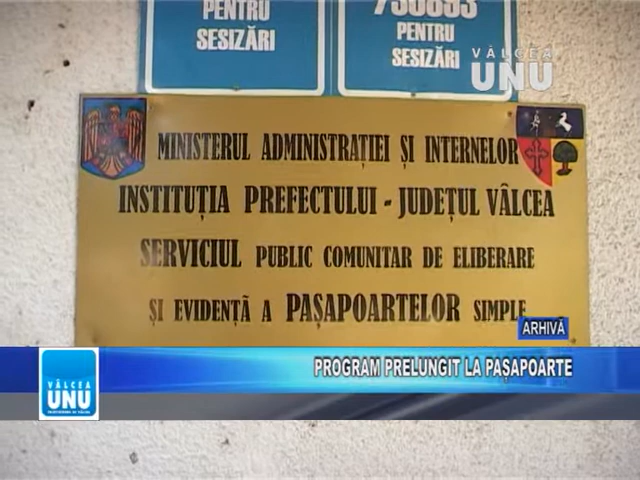 PENTRU
SESIZĂRI
730893
PENTRU
SESIZĂRI
VÂLCEA
UNU
MINISTERUL ADMINISTRAȚIEI ȘI INTERNELOR
INSTITUȚIA PREFECTULUI - JUDEȚUL VÂLCEA
SERVICIUL PUBLIC COMUNITAR DE ELIBERARE
ȘI EVIDENȚĂ A PAȘAPOARTELOR SIMPLE
ARHIVĂ
PROGRAM PRELUNGIT LA PAȘAPOARTE
VÂLCEA
UNU